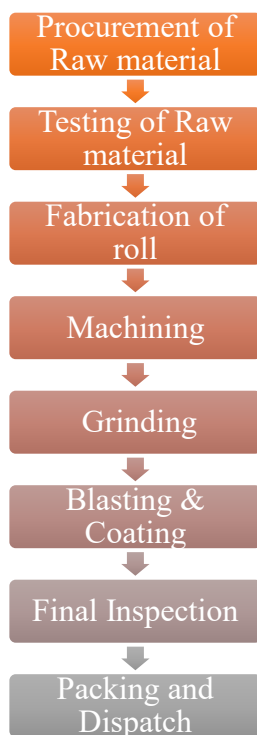 Procurement of
Raw material
Testing of Raw
material
Fabrication of
roll
Machining
Grinding
Blasting &
Coating
Final Inspection
Packing and
Dispatch